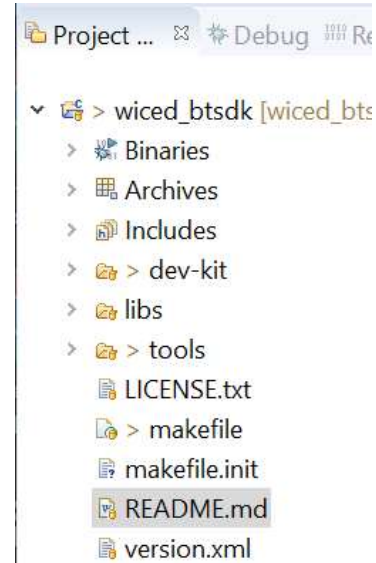 Project ... Debug Re
> wiced_btsdk [wiced_bts
Binaries
Archives
Includes
> dev-kit
libs
> tools
LICENSE.txt
> makefile
makefile.init
README.md
version.xml